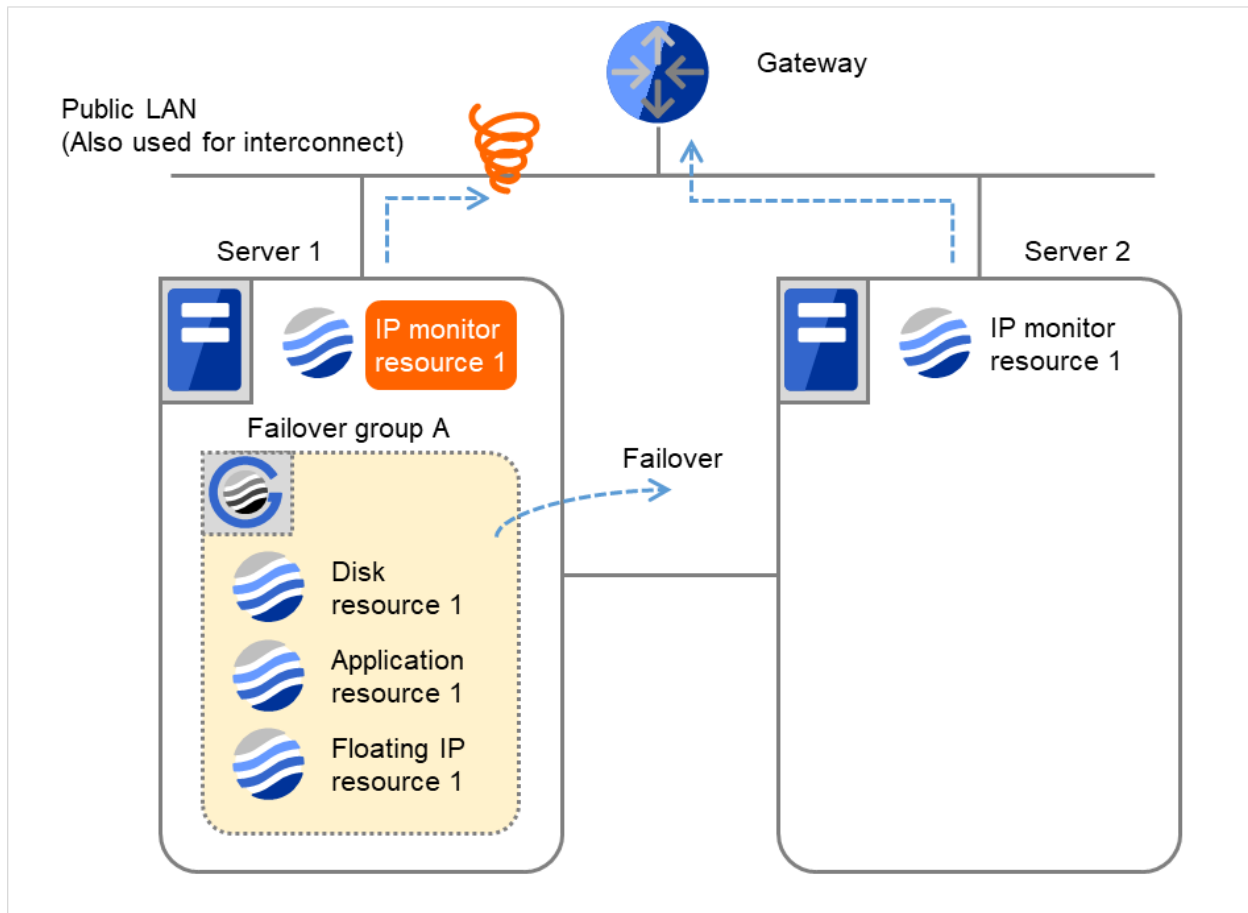 Gateway
Public LAN
(Also used for interconnect)
Server 1
Server 2
IP monitor
resource 1
IP monitor
resource 1
Failover group A
Failover
Disk
resource 1
Application
resource 1
Floating IP
resource 1